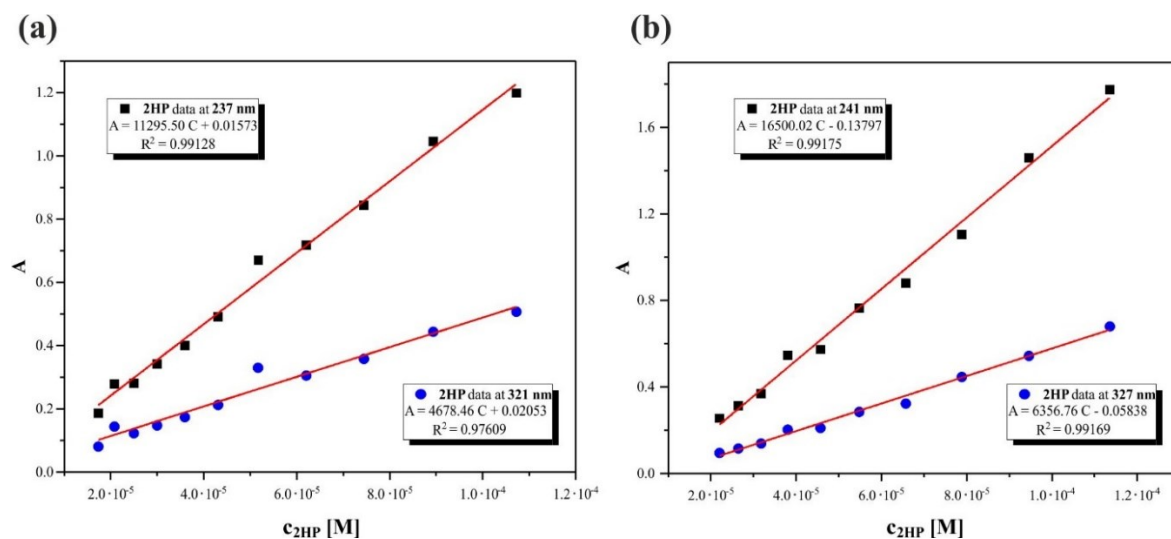 (a)
2HP data at 237 nm
A = 11295.50 C + 0.01573
R² = 0.99128
2HP data at 321 nm
A = 4678.46 C + 0.02053
R² = 0.97609
A
1.2
1.0
0.8
0.6
0.4
0.2
0.0
2.0·10⁻⁵
4.0·10⁻⁵
6.0·10⁻⁵
8.0·10⁻⁵
1.0·10⁻⁴
1.2·10⁻⁴
c₂HP [M]
(b)
2HP data at 241 nm
A = 16500.02 C - 0.13797
R² = 0.99175
2HP data at 327 nm
A = 6356.76 C - 0.05838
R² = 0.99169
A
1.6
1.2
0.8
0.4
0.0
2.0·10⁻⁵
4.0·10⁻⁵
6.0·10⁻⁵
8.0·10⁻⁵
1.0·10⁻⁴
1.2·10⁻⁴
c₂HP [M]